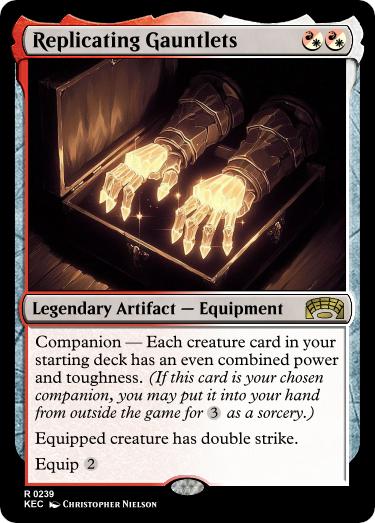 Replicating Gauntlets
Legendary Artifact — Equipment
Companion — Each creature card in your
starting deck has an even combined power
and toughness. (If this card is your chosen
companion, you may put it into your hand
from outside the game for 3 as a sorcery.)
Equipped creature has double strike.
Equip 2
R 0239
KEC Christopher Nielson